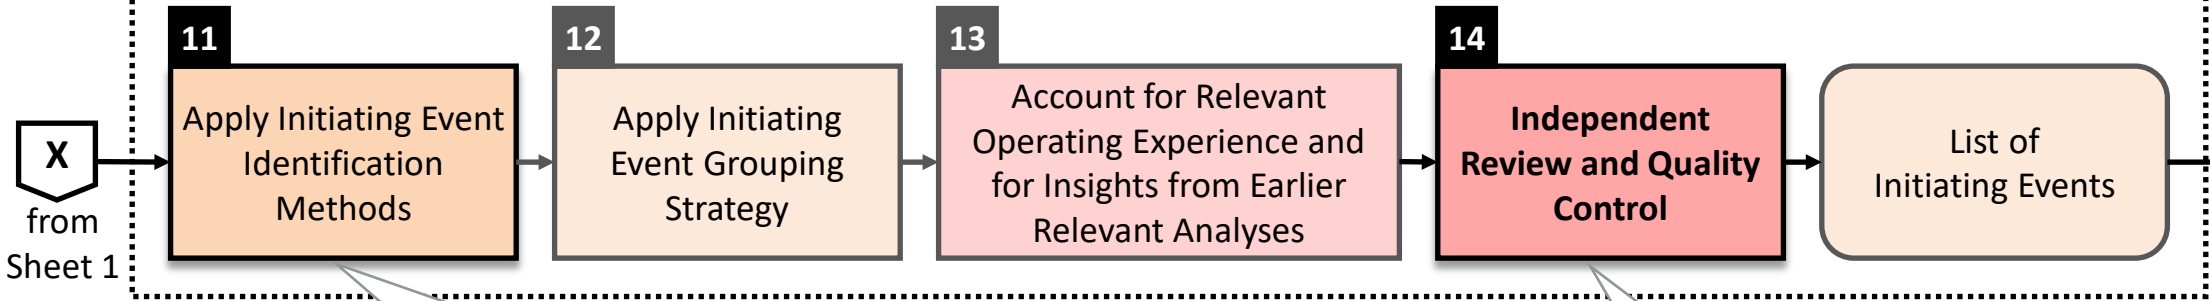 X
from
Sheet 1
11
Apply Initiating Event
Identification
Methods
12
Apply Initiating
Event Grouping
Strategy
13
Account for Relevant
Operating Experience and
for Insights from Earlier
Relevant Analyses
14
Independent
Review and Quality
Control
List of
Initiating Events